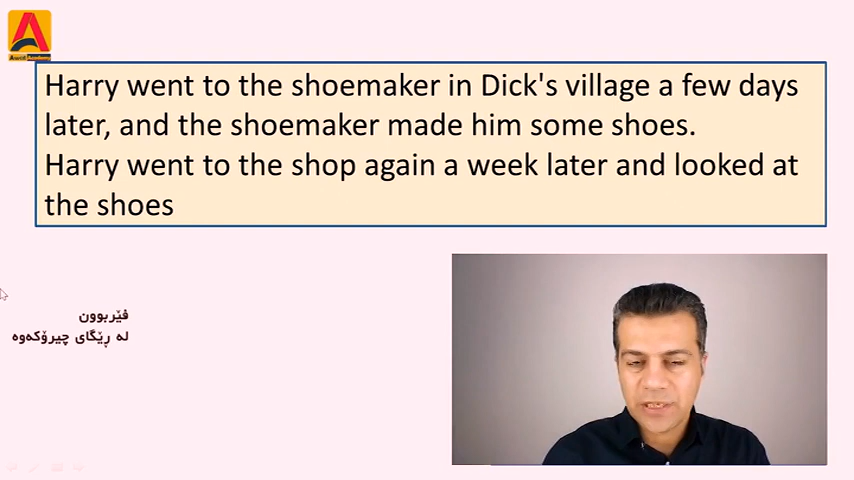 Harry went to the shoemaker in Dick's village a few days
later, and the shoemaker made him some shoes.
Harry went to the shop again a week later and looked at
the shoes
فێربوون
لە ڕێگای چیرۆکەوە